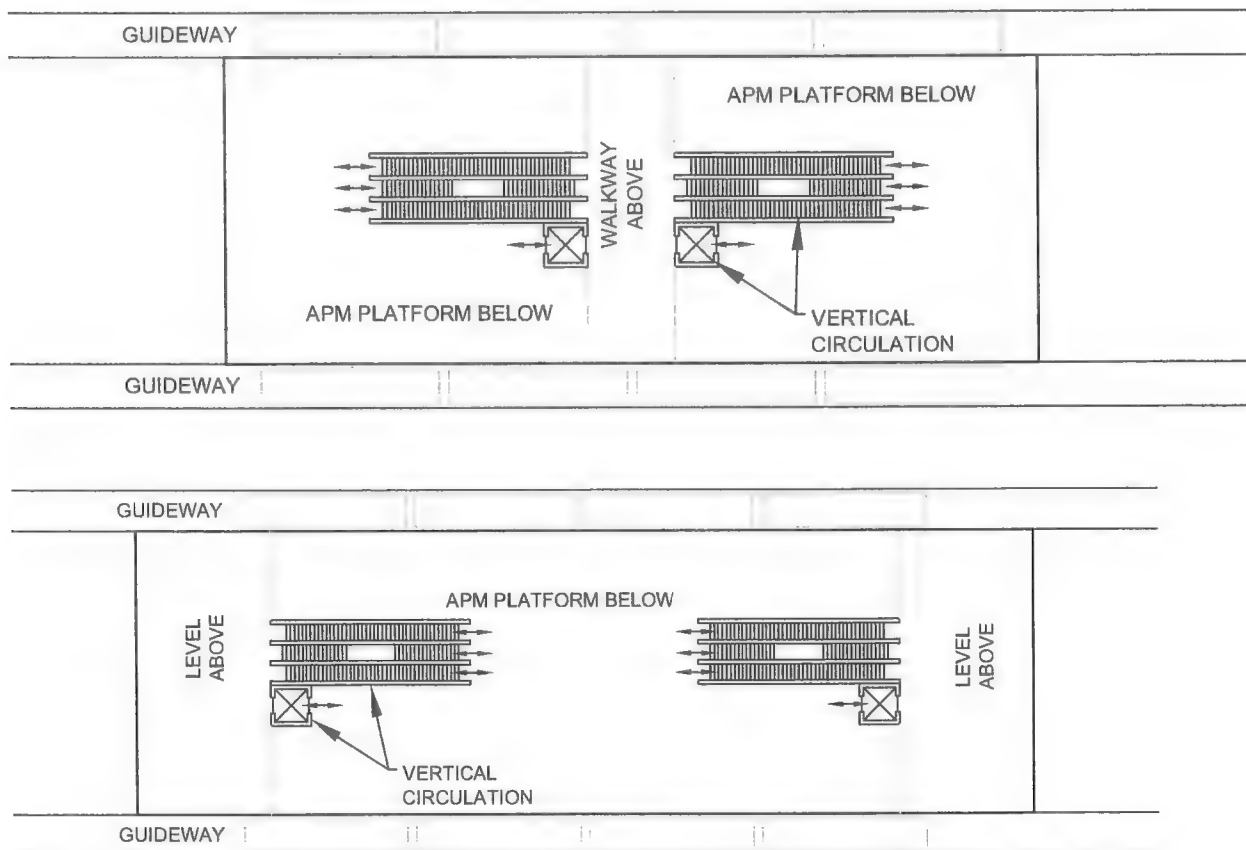 GUIDEWAY
APM PLATFORM BELOW
WALKWAY
ABOVE
APM PLATFORM BELOW
VERTICAL
CIRCULATION
GUIDEWAY
GUIDEWAY
APM PLATFORM BELOW
LEVEL
ABOVE
LEVEL
ABOVE
VERTICAL
CIRCULATION
GUIDEWAY